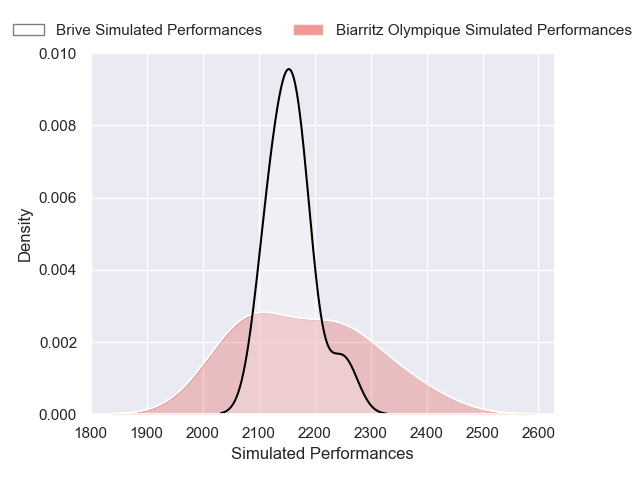 Brive Simulated Performances
Biarritz Olympique Simulated Performances
0.010
0.008
0.006
0.004
0.002
0.000
Density
1800 1900 2000 2100 2200 2300 2400 2500 2600
Simulated Performances